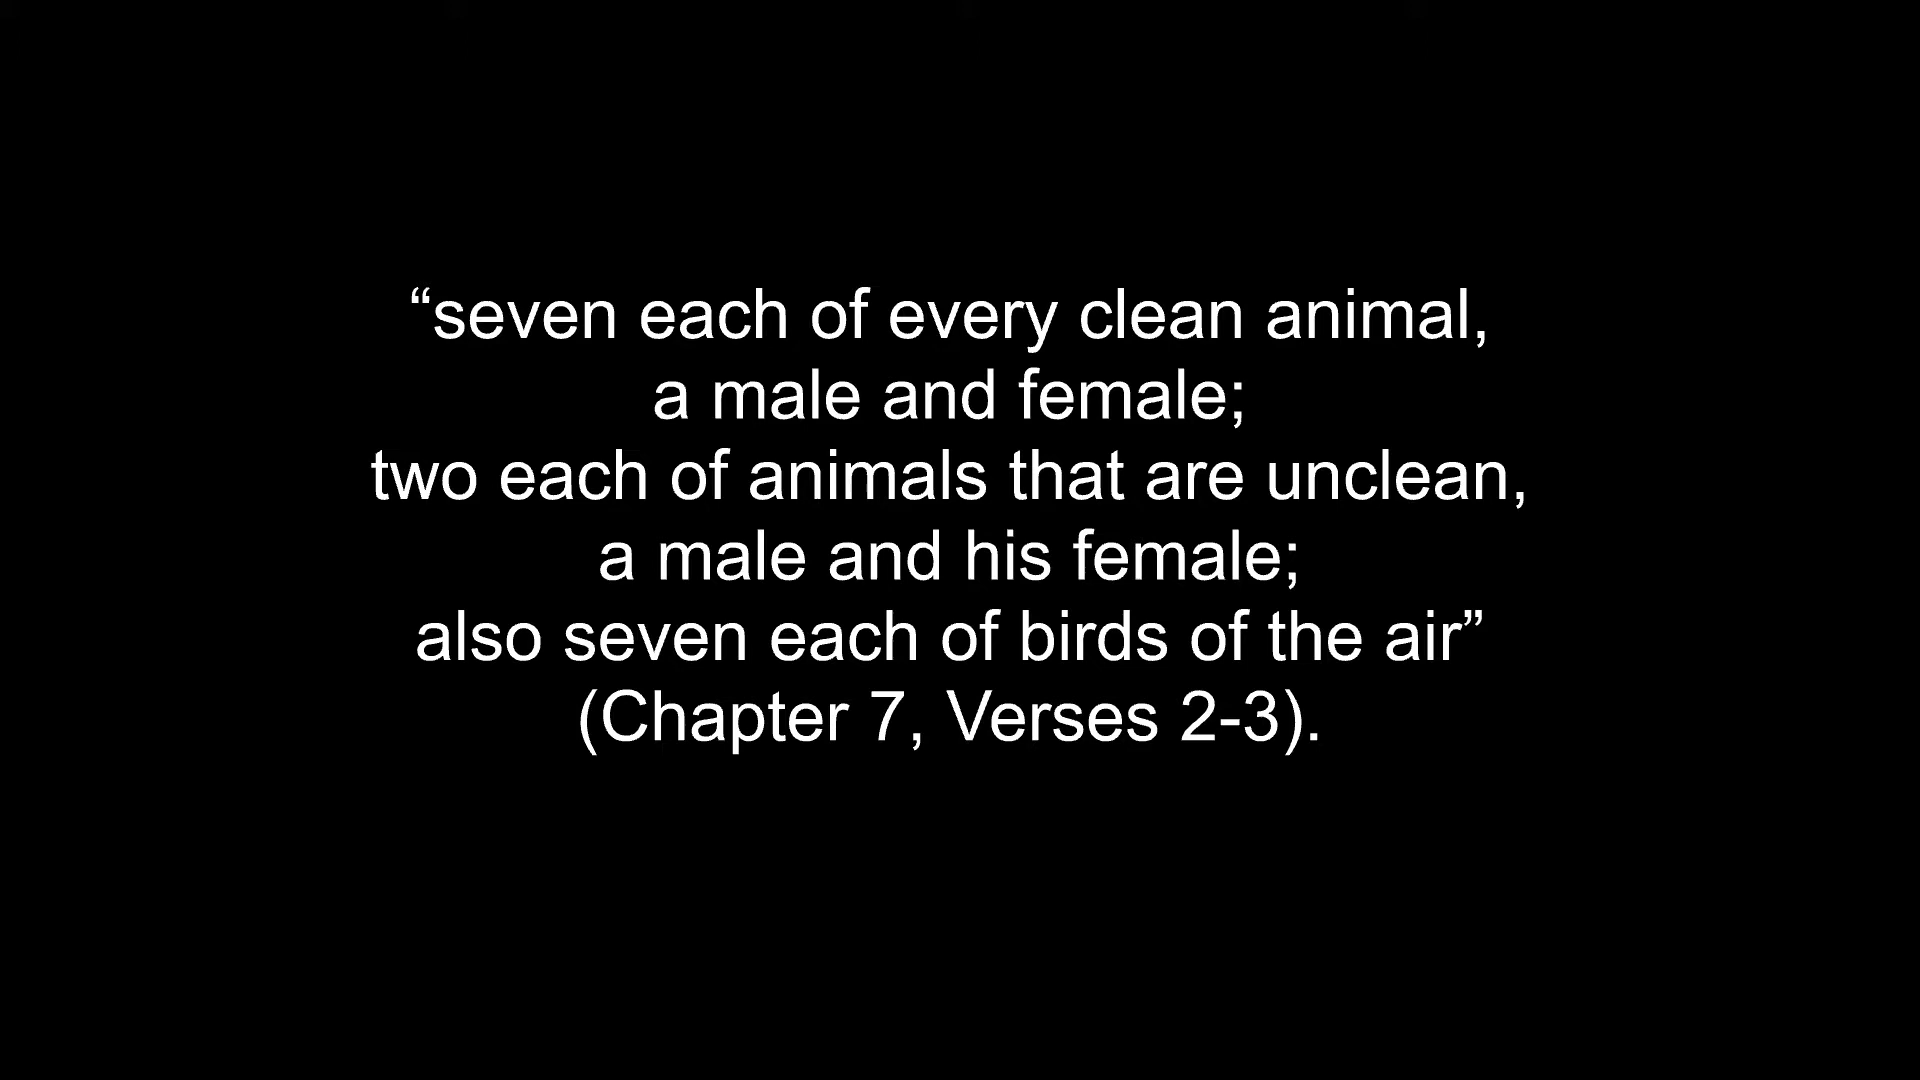 “seven each of every clean animal,
a male and female;
two each of animals that are unclean,
a male and his female;
also seven each of birds of the air”
(Chapter 7, Verses 2-3).